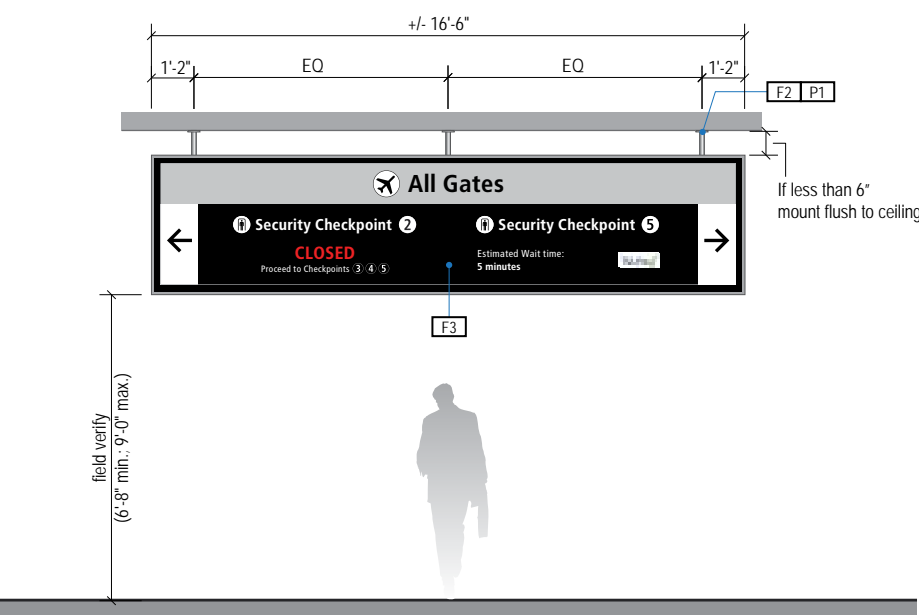 +/- 16'-6"
1'-2" EQ EQ 1'-2"
F2 P1
If less than 6"
mount flush to ceiling
All Gates
Security Checkpoint 2
CLOSED
Proceed to Checkpoints 3 4 5
Security Checkpoint 5
Estimated Wait time:
5 minutes
F3
field verify
(6'-8" min.; 9'-0" max.)